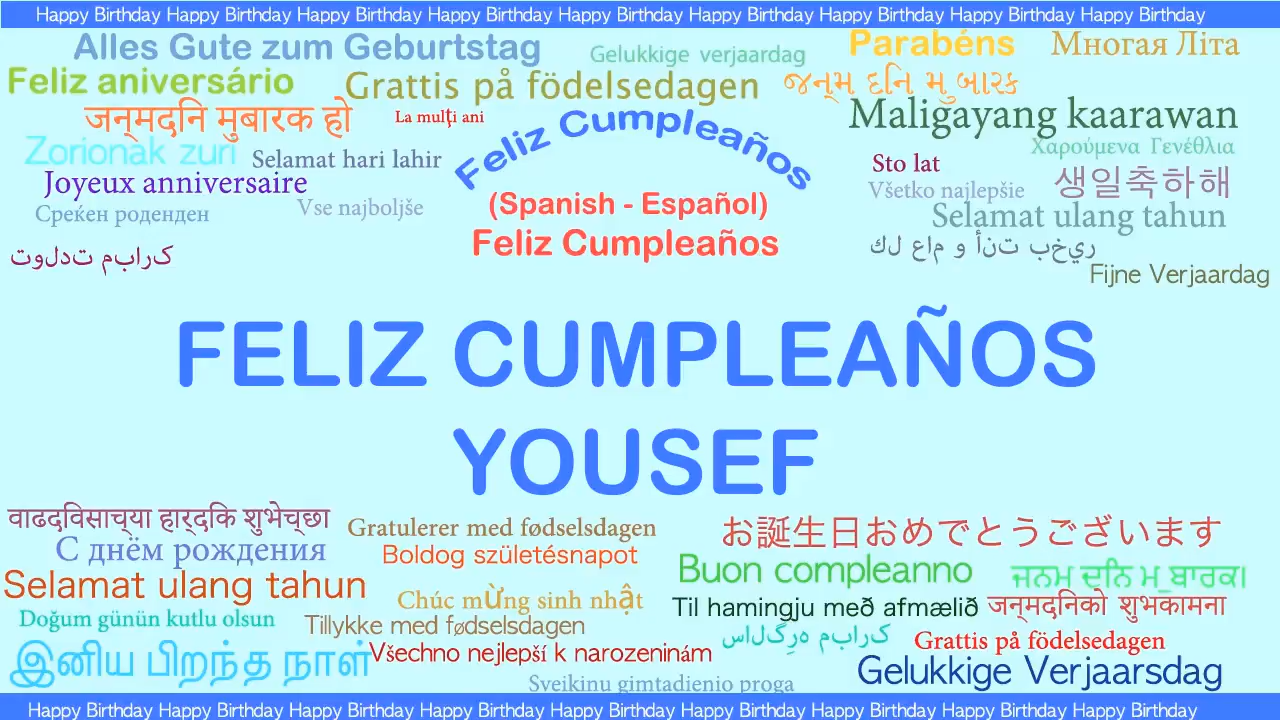 Happy Birthday Happy Birthday Happy Birthday Happy Birthday Happy Birthday Happy Birthday Happy Birthday Happy Birthday Happy Birthday
Alles Gute zum Geburtstag
Gelukkige verjaardag
Parabéns
Многая Літа
Feliz aniversário
Grattis på födelsedagen
જન્મ દિન મુબારક
जन्मदिन मुबारक हो
La mulţi ani
Feliz Cumpleaños
Maligayang kaarawan
Zorionak zuri
Selamat hari lahir
Χαρούμενα Γενέθλια
Sto lat
Joyeux anniversaire
Všetko najlepšie
생일축하해
(Spanish - Español)
Среќен роденден
Vse najboljše
Selamat ulang tahun
Feliz Cumpleaños
تولدت مبارک
كل عام و أنت بخير
Fijne Verjaardag
FELIZ CUMPLEAÑOS
YOUSEF
वाढदिवसाच्या हार्दिक शुभेच्छा
Gratulerer med fødselsdagen
お誕生日おめでとうございます
С днём рождения
Boldog születésnapot
Buon compleanno
ਜਨਮ ਦਿਨ ਮੁਬਾਰਕ।
Selamat ulang tahun
Chúc mừng sinh nhật
Til hamingju með afmælið
जन्मदिनको शुभकामना
Doğum günün kutlu olsun
Tillykke med fødselsdagen
سالگرہ مبارک
Grattis på födelsedagen
இனிய பிறந்த நாள்
Všechno nejlepší k narozeninám
Gelukkige Verjaarsdag
Sveikinu gimtadienio proga
Happy Birthday Happy Birthday Happy Birthday Happy Birthday Happy Birthday Happy Birthday Happy Birthday Happy Birthday Happy Birthday